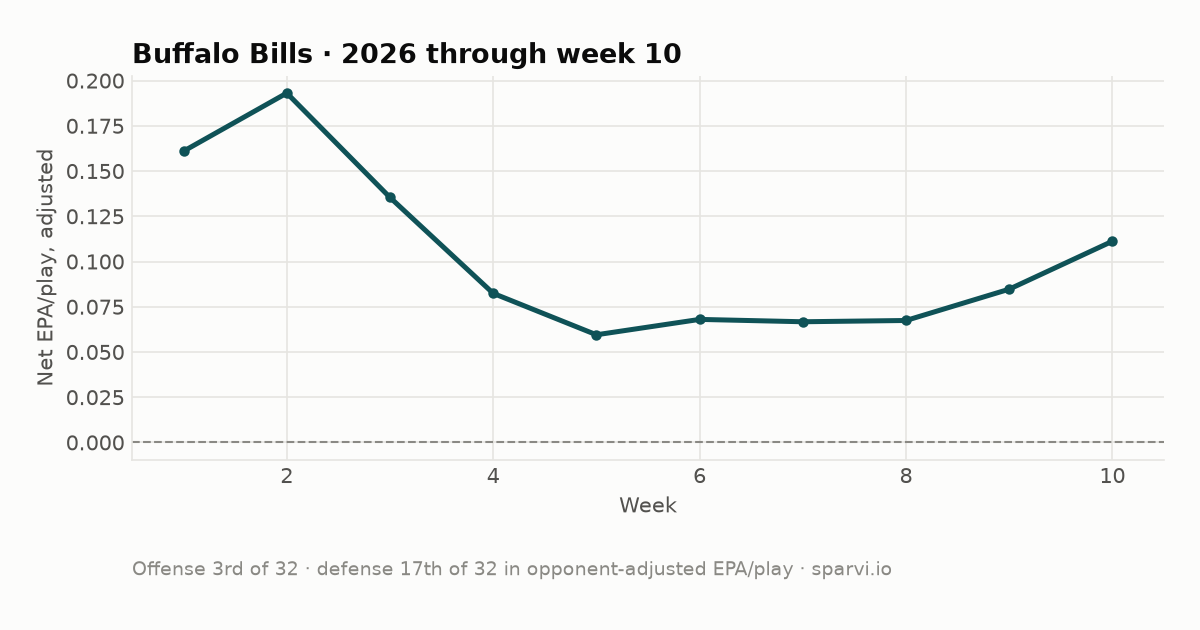 Buffalo Bills · 2026 through week 10
Net EPA/play, adjusted
0.200
0.175
0.150
0.125
0.100
0.075
0.050
0.025
0.000
2 4 6 8 10
Week
Offense 3rd of 32 · defense 17th of 32 in opponent-adjusted EPA/play · sparvi.io